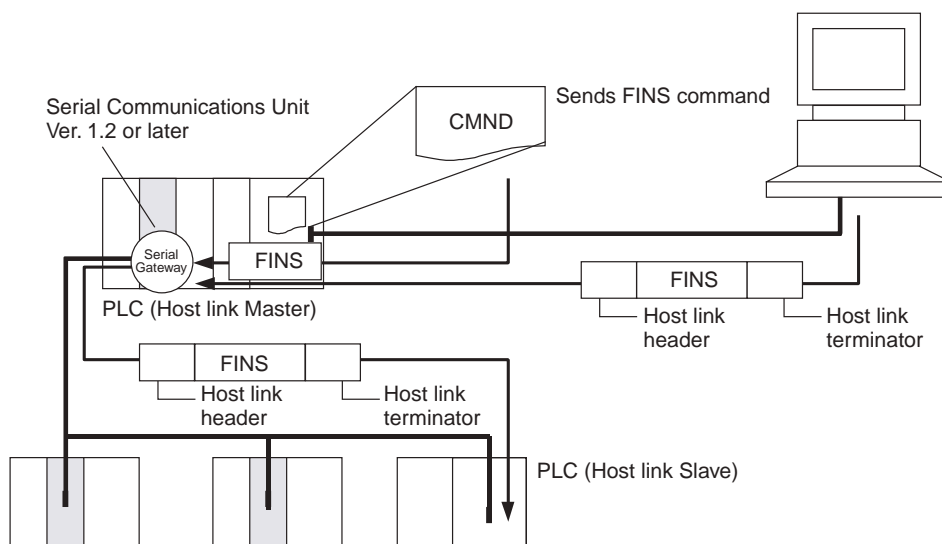 Sends FINS command
CMND
Serial Communications Unit
Ver. 1.2 or later
Serial
Gateway
FINS
PLC (Host link Master)
FINS
Host link
header
Host link
terminator
FINS
Host link
header
Host link
terminator
PLC (Host link Slave)